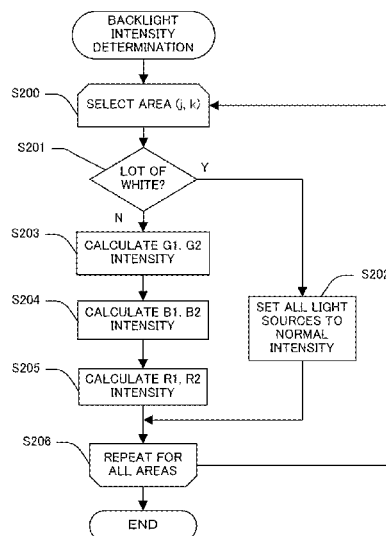 BACKLIGHT
INTENSITY
DETERMINATION
S200
SELECT AREA (j, k)
S201
LOT OF
WHITE?
Y
N
S203
CALCULATE G1, G2
INTENSITY
S202
SET ALL LIGHT
SOURCES TO
NORMAL
INTENSITY
S204
CALCULATE B1, B2
INTENSITY
S205
CALCULATE R1, R2
INTENSITY
S206
REPEAT FOR
ALL AREAS
END